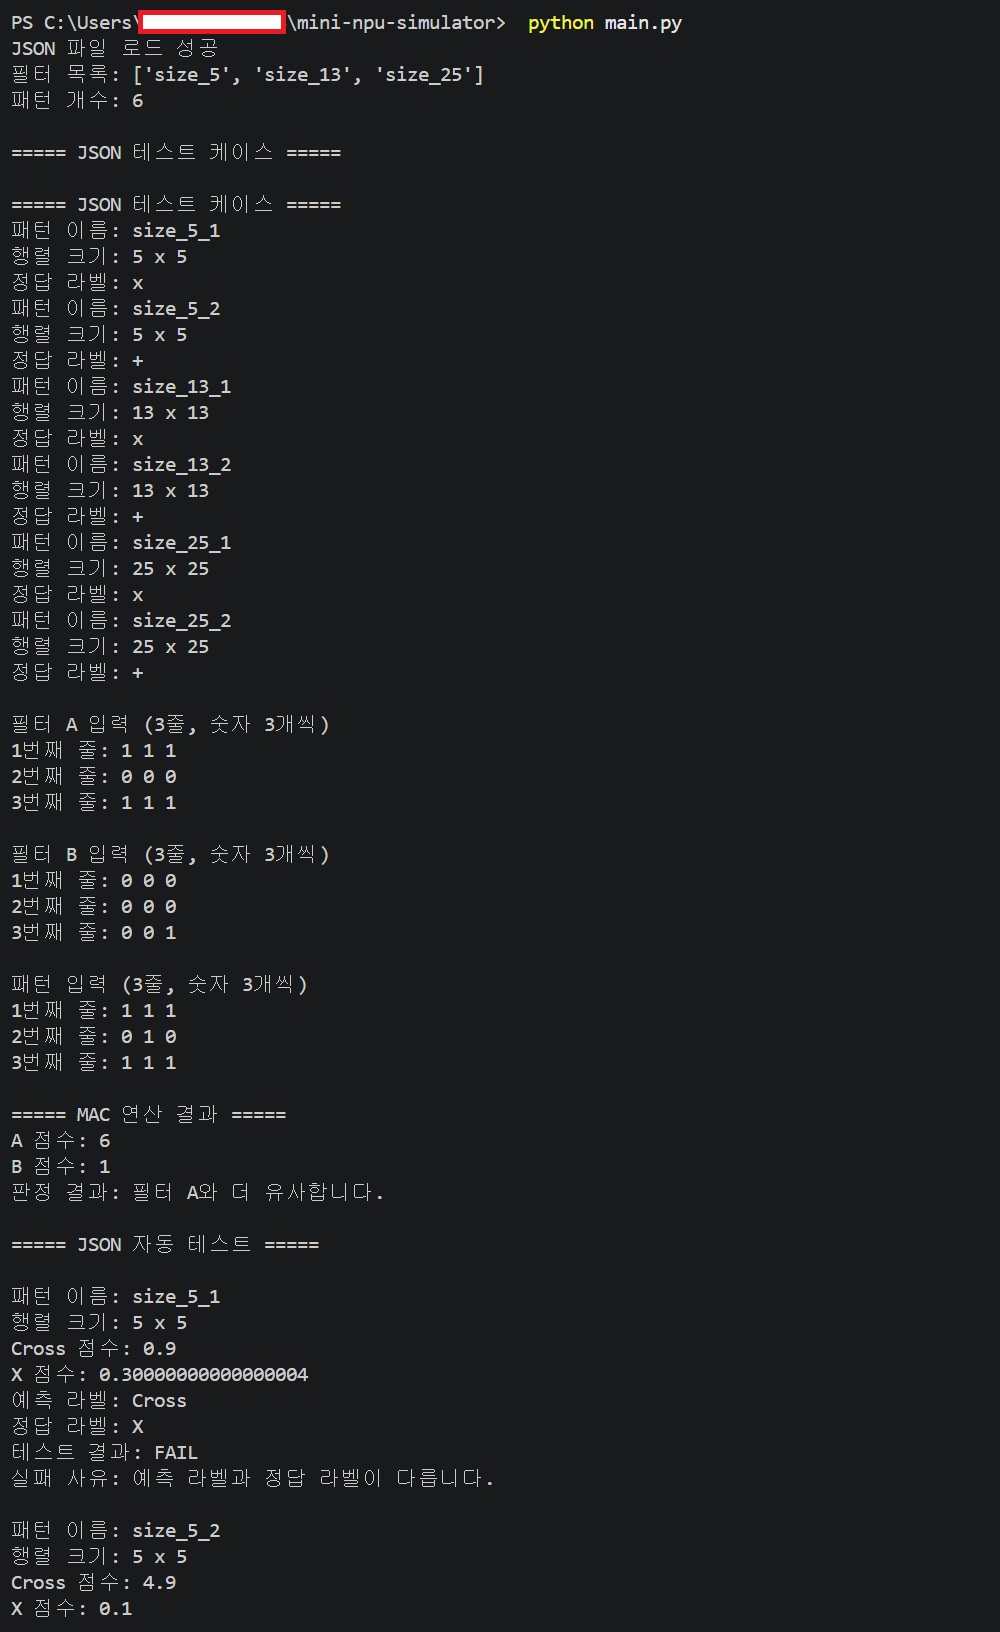 PS C:\Users\ \mini-npu-simulator> python main.py
JSON 파일 로드 성공
필터 목록: ['size_5', 'size_13', 'size_25']
패턴 개수: 6
===== JSON 테스트 케이스 =====
===== JSON 테스트 케이스 =====
패턴 이름: size_5_1
행렬 크기: 5 x 5
정답 라벨: x
패턴 이름: size_5_2
행렬 크기: 5 x 5
정답 라벨: +
패턴 이름: size_13_1
행렬 크기: 13 x 13
정답 라벨: x
패턴 이름: size_13_2
행렬 크기: 13 x 13
정답 라벨: +
패턴 이름: size_25_1
행렬 크기: 25 x 25
정답 라벨: x
패턴 이름: size_25_2
행렬 크기: 25 x 25
정답 라벨: +
필터 A 입력 (3줄, 숫자 3개씩)
1번째 줄: 1 1 1
2번째 줄: 0 0 0
3번째 줄: 1 1 1
필터 B 입력 (3줄, 숫자 3개씩)
1번째 줄: 0 0 0
2번째 줄: 0 0 0
3번째 줄: 0 0 1
패턴 입력 (3줄, 숫자 3개씩)
1번째 줄: 1 1 1
2번째 줄: 0 1 0
3번째 줄: 1 1 1
===== MAC 연산 결과 =====
A 점수: 6
B 점수: 1
판정 결과: 필터 A와 더 유사합니다.
===== JSON 자동 테스트 =====
패턴 이름: size_5_1
행렬 크기: 5 x 5
Cross 점수: 0.9
X 점수: 0.30000000000000004
예측 라벨: Cross
정답 라벨: X
테스트 결과: FAIL
실패 사유: 예측 라벨과 정답 라벨이 다릅니다.
패턴 이름: size_5_2
행렬 크기: 5 x 5
Cross 점수: 4.9
X 점수: 0.1